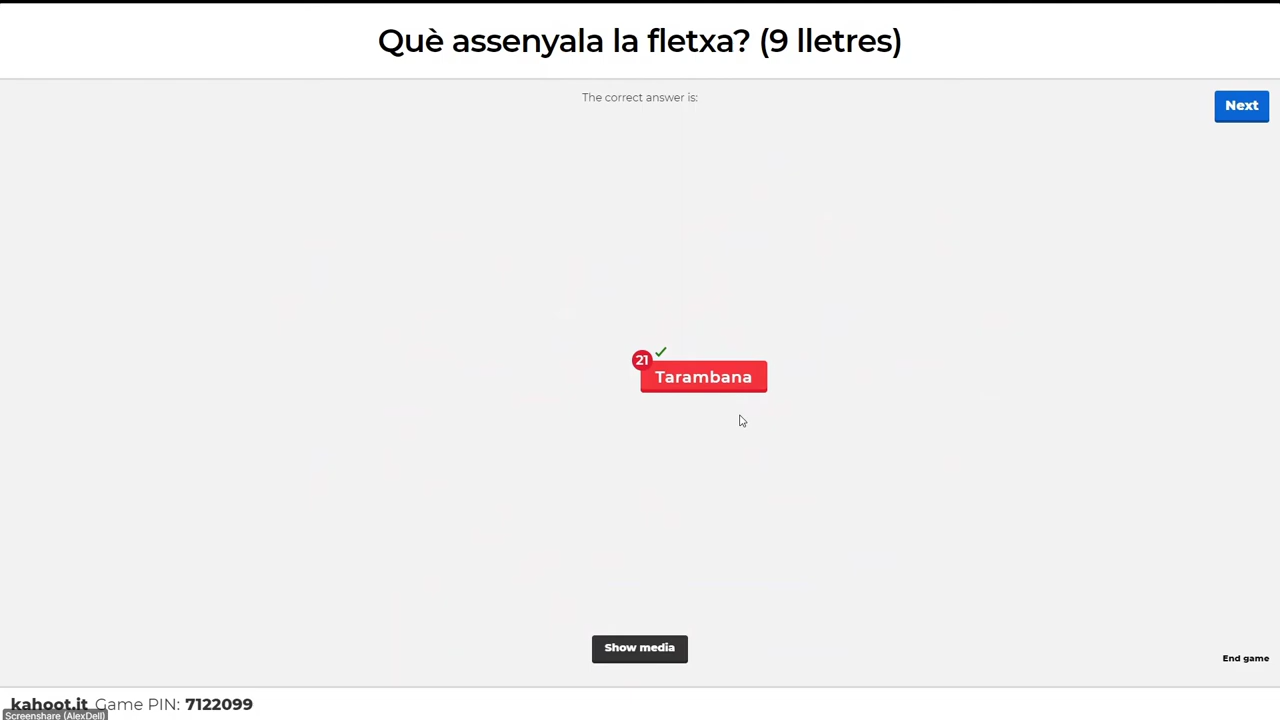 Què assenyala la fletxa? (9 lletres)
The correct answer is:
Next
21
Tarambana
Show media
End game
kahoot.it Game PIN: 7122099
Screenshare (AlexDell)